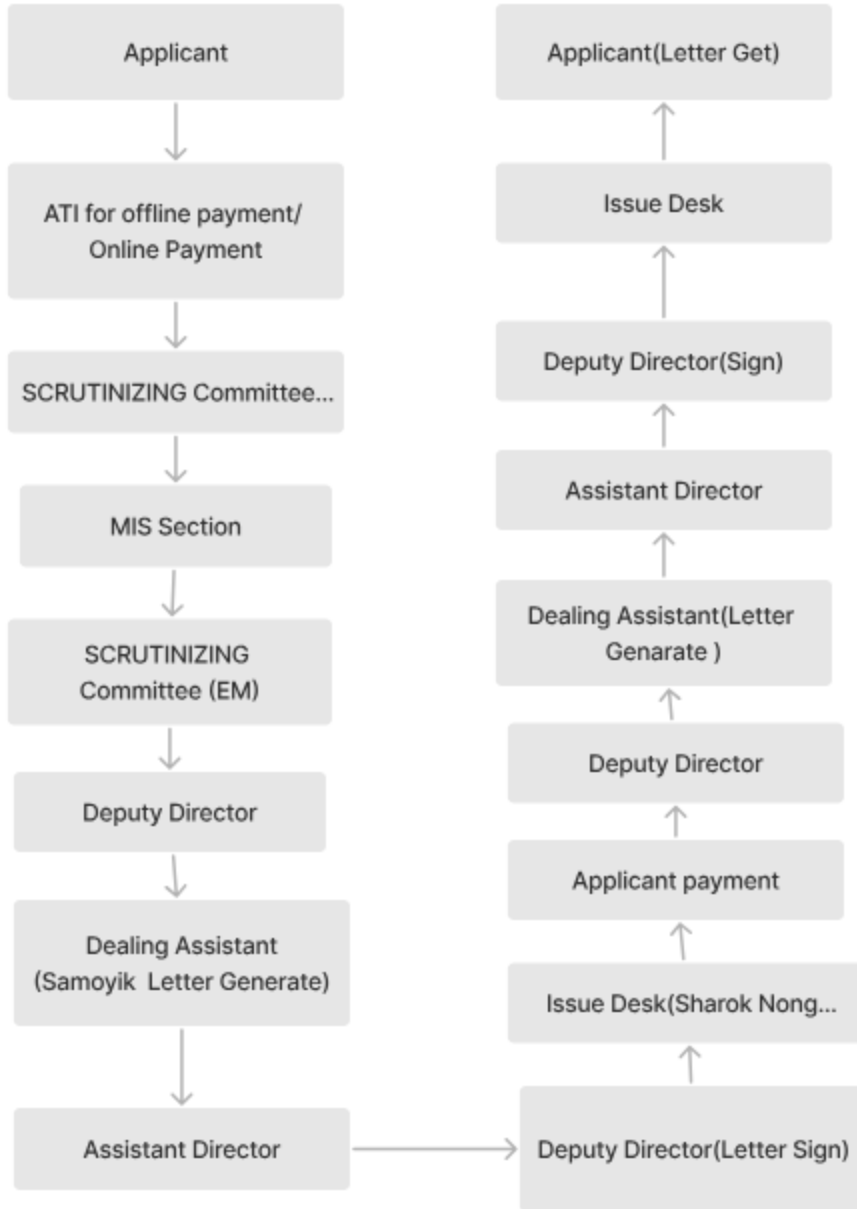 Applicant
ATI for offline payment/
Online Payment
SCRUTINIZING Committee...
MIS Section
SCRUTINIZING
Committee (EM)
Deputy Director
Dealing Assistant
(Samoyik Letter Generate)
Assistant Director
Deputy Director(Letter Sign)
Issue Desk(Sharok Nong...
Applicant payment
Deputy Director
Dealing Assistant(Letter
Genarate )
Assistant Director
Deputy Director(Sign)
Issue Desk
Applicant(Letter Get)